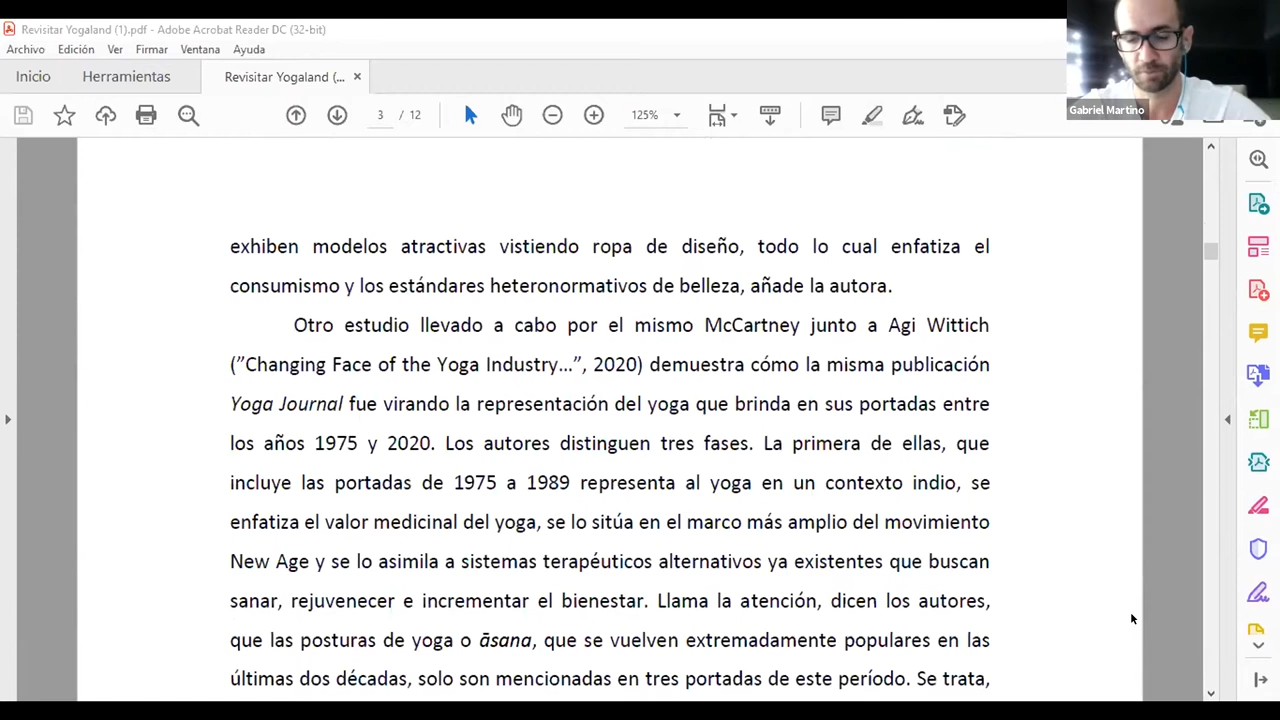 Revisitar Yogaland (1).pdf - Adobe Acrobat Reader DC (32-bit)
Archivo Edición Ver Firmar Ventana Ayuda
Inicio Herramientas Revisitar Yogaland (...
3 / 12 125%
Gabriel Martino
exhiben modelos atractivas vistiendo ropa de diseño, todo lo cual enfatiza el
consumismo y los estándares heteronormativos de belleza, añade la autora.
Otro estudio llevado a cabo por el mismo McCartney junto a Agi Wittich
(”Changing Face of the Yoga Industry…”, 2020) demuestra cómo la misma publicación
Yoga Journal fue virando la representación del yoga que brinda en sus portadas entre
los años 1975 y 2020. Los autores distinguen tres fases. La primera de ellas, que
incluye las portadas de 1975 a 1989 representa al yoga en un contexto indio, se
enfatiza el valor medicinal del yoga, se lo sitúa en el marco más amplio del movimiento
New Age y se lo asimila a sistemas terapéuticos alternativos ya existentes que buscan
sanar, rejuvenecer e incrementar el bienestar. Llama la atención, dicen los autores,
que las posturas de yoga o āsana, que se vuelven extremadamente populares en las
últimas dos décadas, solo son mencionadas en tres portadas de este período. Se trata,